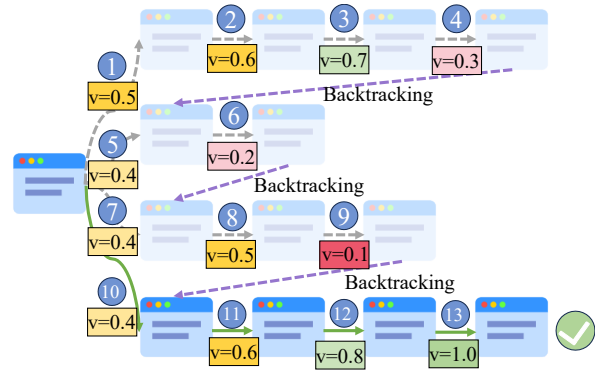 2 3 4
1 v=0.6 v=0.7 v=0.3
v=0.5
Backtracking
5 6
v=0.4 v=0.2
Backtracking
7 8 9
v=0.4 v=0.5 v=0.1
Backtracking
10 11 12 13
v=0.4 v=0.6 v=0.8 v=1.0